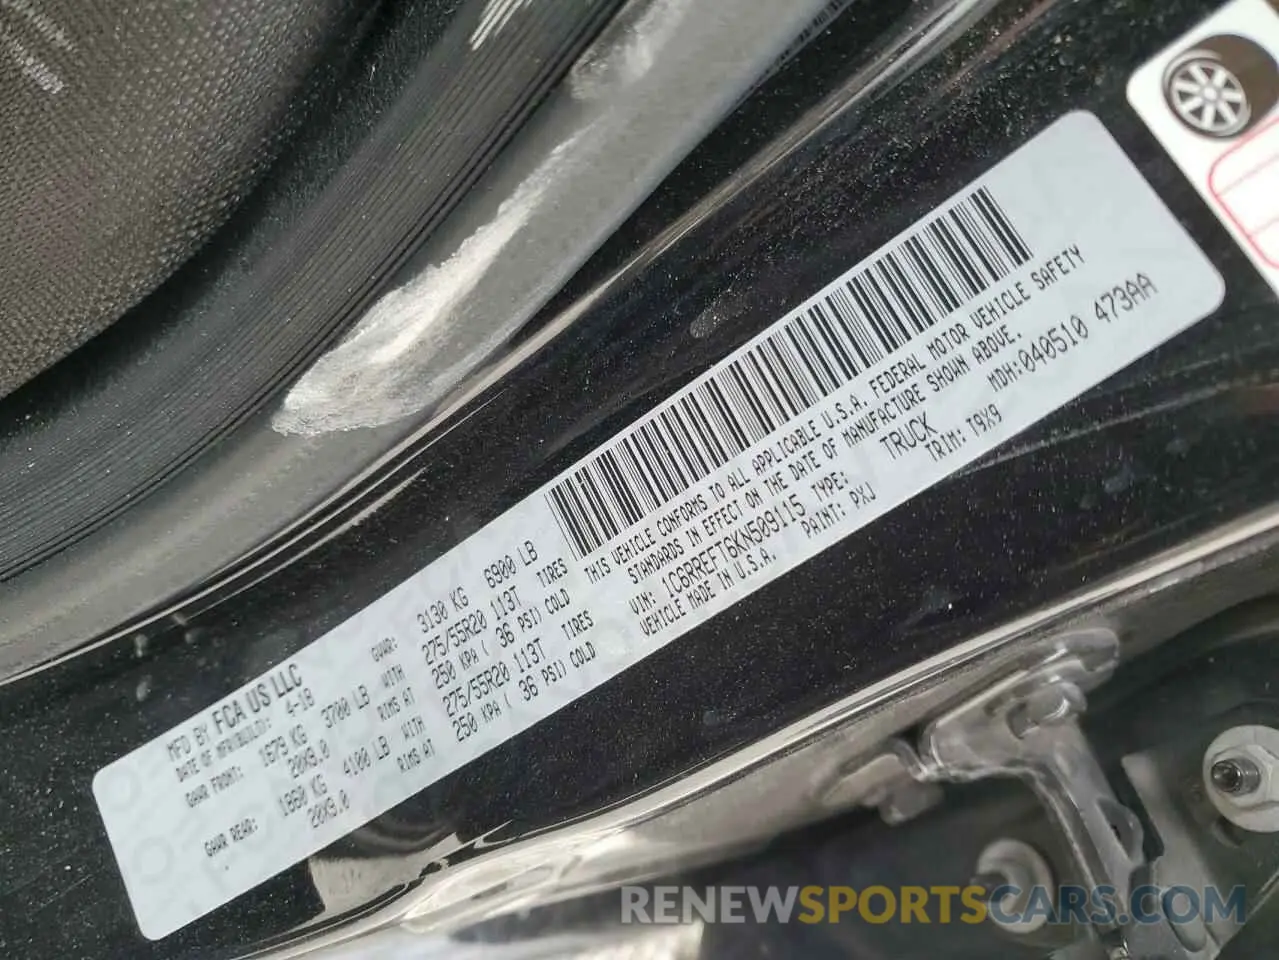 MFD BY FCA US LLC
DATE OF MFR(BUILD): 4-18 GVWR: 3130 KG 6900 LB
GAWR FRONT: 1679 KG 3700 LB WITH 275/55R20 113T TIRES
20X9.0 RIMS AT 250 KPA ( 36 PSI) COLD
GAWR REAR: 1860 KG 4100 LB WITH 275/55R20 113T TIRES
20X9.0 RIMS AT 250 KPA ( 36 PSI) COLD
THIS VEHICLE CONFORMS TO ALL APPLICABLE U.S.A. FEDERAL MOTOR VEHICLE SAFETY
STANDARDS IN EFFECT ON THE DATE OF MANUFACTURE SHOWN ABOVE.
VIN: 1C6RREFT6KN509115 TYPE: TRUCK MDH:040510 473AA
VEHICLE MADE IN U.S.A. PAINT: PXJ TRIM: T9X9
RENEWSPORTSCARS.COM